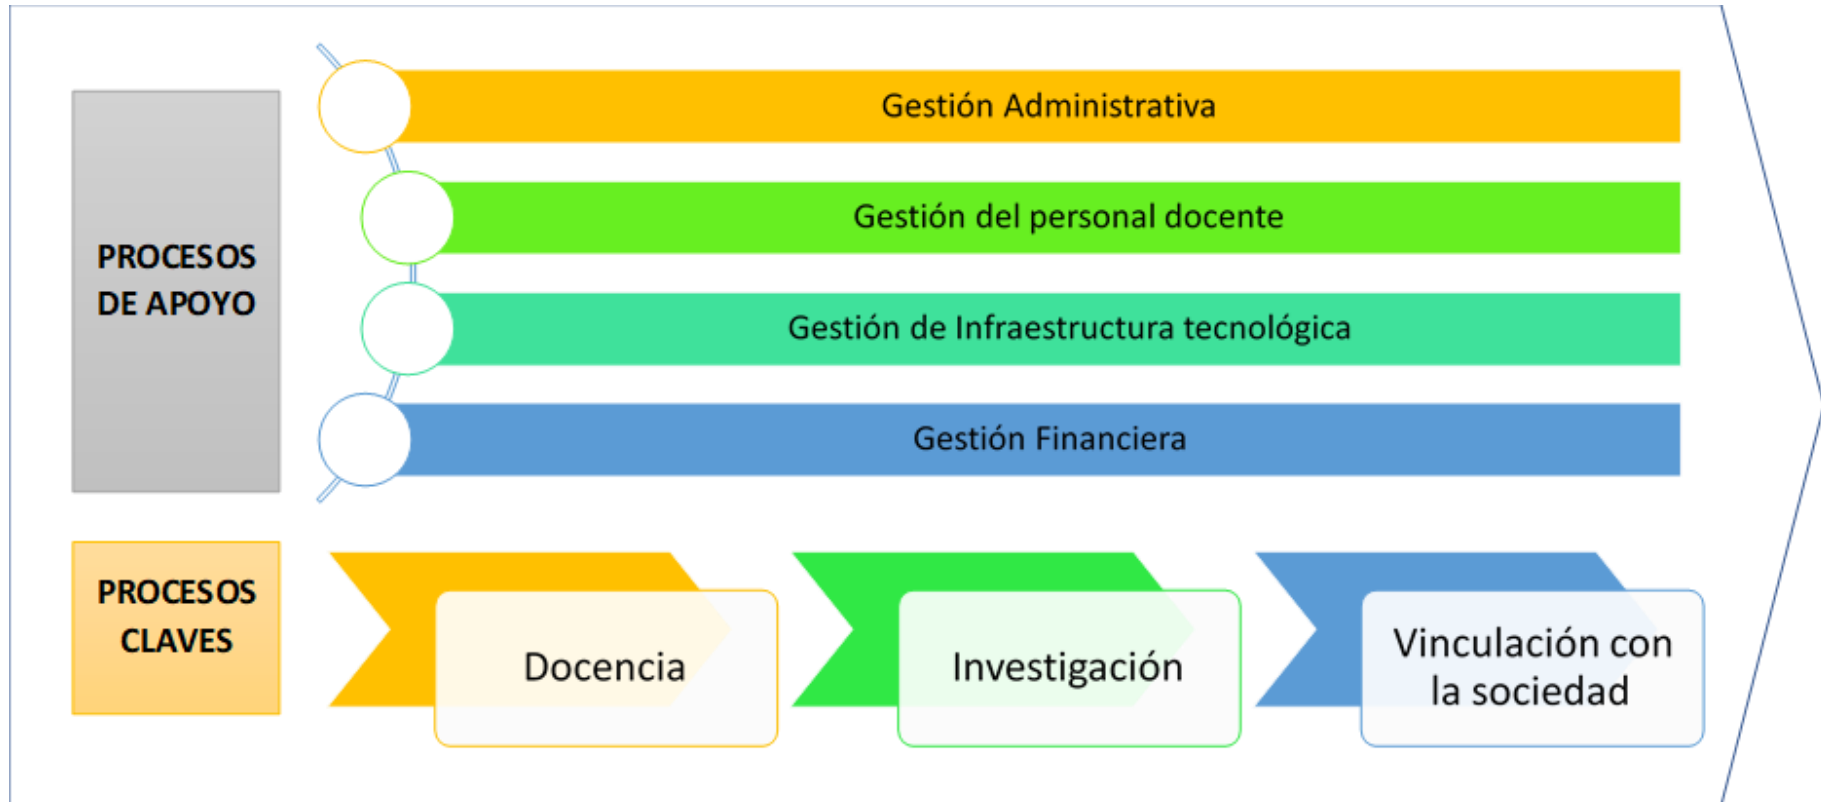 PROCESOS
DE APOYO
Gestión Administrativa
Gestión del personal docente
Gestión de Infraestructura tecnológica
Gestión Financiera
PROCESOS
CLAVES
Docencia
Investigación
Vinculación con
la sociedad